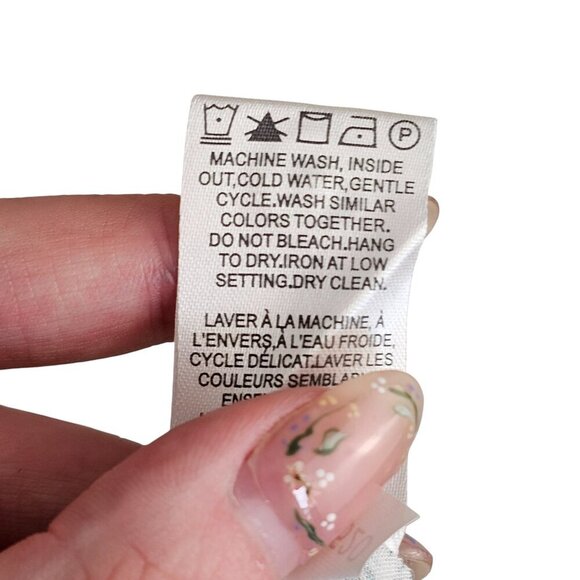 P
MACHINE WASH, INSIDE
OUT,COLD WATER,GENTLE
CYCLE.WASH SIMILAR
COLORS TOGETHER.
DO NOT BLEACH.HANG
TO DRY.IRON AT LOW
SETTING.DRY CLEAN.
LAVER À LA MACHINE, À
L'ENVERS,À L'EAU FROIDE,
CYCLE DÉLICAT.LAVER LES
COULEURS